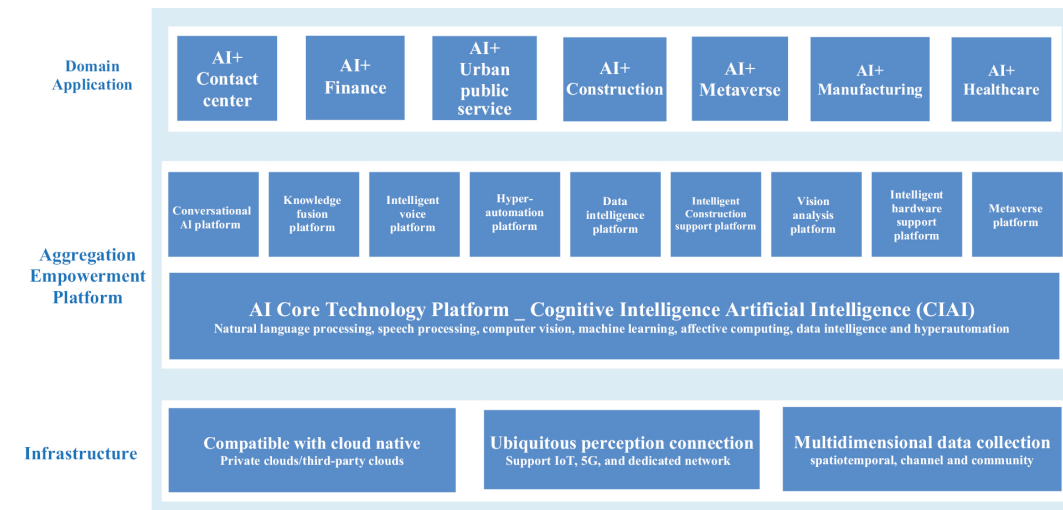 Domain
Application
AI+
Contact
center
AI+
Finance
AI+
Urban
public
service
AI+
Construction
AI+
Metaverse
AI+
Manufacturing
AI+
Healthcare
Aggregation
Empowerment
Platform
Conversational
AI platform
Knowledge
fusion
platform
Intelligent
voice
platform
Hyper-
automation
platform
Data
intelligence
platform
Intelligent
Construction
support platform
Vision
analysis
platform
Intelligent
hardware
support
platform
Metaverse
platform
AI Core Technology Platform _ Cognitive Intelligence Artificial Intelligence (CIAI)
Natural language processing, speech processing, computer vision, machine learning, affective computing, data intelligence and hyperautomation
Infrastructure
Compatible with cloud native
Private clouds/third-party clouds
Ubiquitous perception connection
Support IoT, 5G, and dedicated network
Multidimensional data collection
spatiotemporal, channel and community